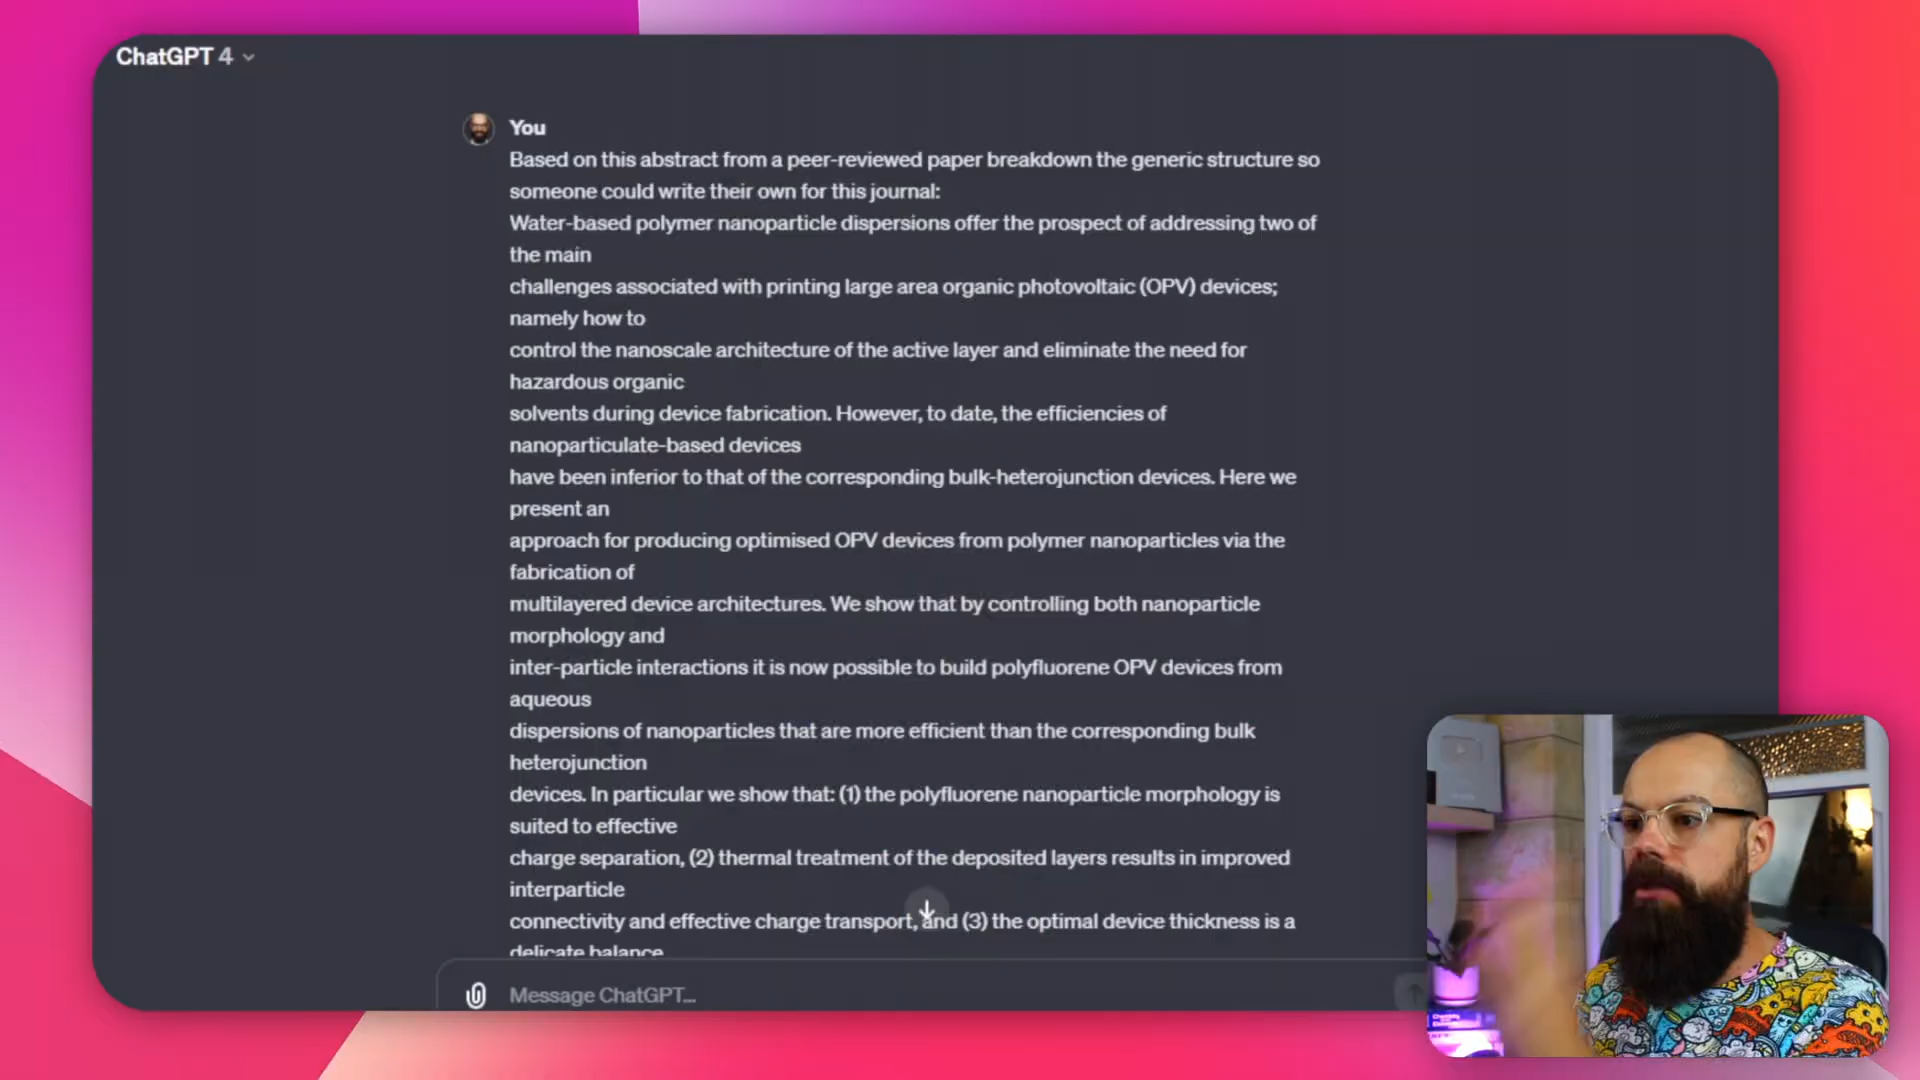 ChatGPT 4
You
Based on this abstract from a peer-reviewed paper breakdown the generic structure so
someone could write their own for this journal:
Water-based polymer nanoparticle dispersions offer the prospect of addressing two of
the main
challenges associated with printing large area organic photovoltaic (OPV) devices;
namely how to
control the nanoscale architecture of the active layer and eliminate the need for
hazardous organic
solvents during device fabrication. However, to date, the efficiencies of
nanoparticulate-based devices
have been inferior to that of the corresponding bulk-heterojunction devices. Here we
present an
approach for producing optimised OPV devices from polymer nanoparticles via the
fabrication of
multilayered device architectures. We show that by controlling both nanoparticle
morphology and
inter-particle interactions it is now possible to build polyfluorene OPV devices from
aqueous
dispersions of nanoparticles that are more efficient than the corresponding bulk
heterojunction
devices. In particular we show that: (1) the polyfluorene nanoparticle morphology is
suited to effective
charge separation, (2) thermal treatment of the deposited layers results in improved
interparticle
connectivity and effective charge transport, and (3) the optimal device thickness is a
delicate balance
Message ChatGPT...